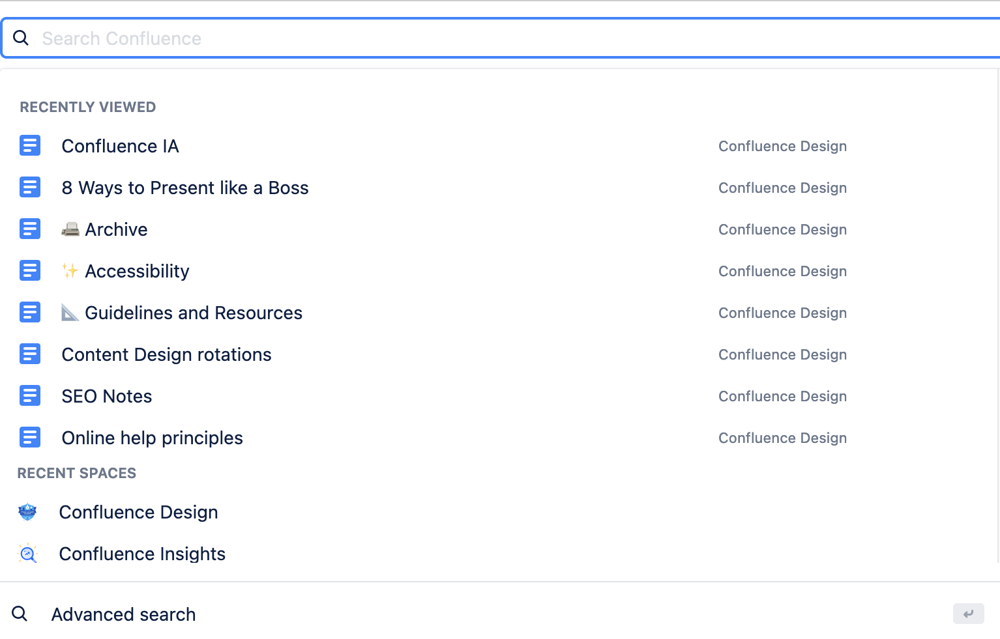 Search Confluence
RECENTLY VIEWED
Confluence IA Confluence Design
8 Ways to Present like a Boss Confluence Design
Archive Confluence Design
Accessibility Confluence Design
Guidelines and Resources Confluence Design
Content Design rotations Confluence Design
SEO Notes Confluence Design
Online help principles Confluence Design
RECENT SPACES
Confluence Design
Confluence Insights
Advanced search